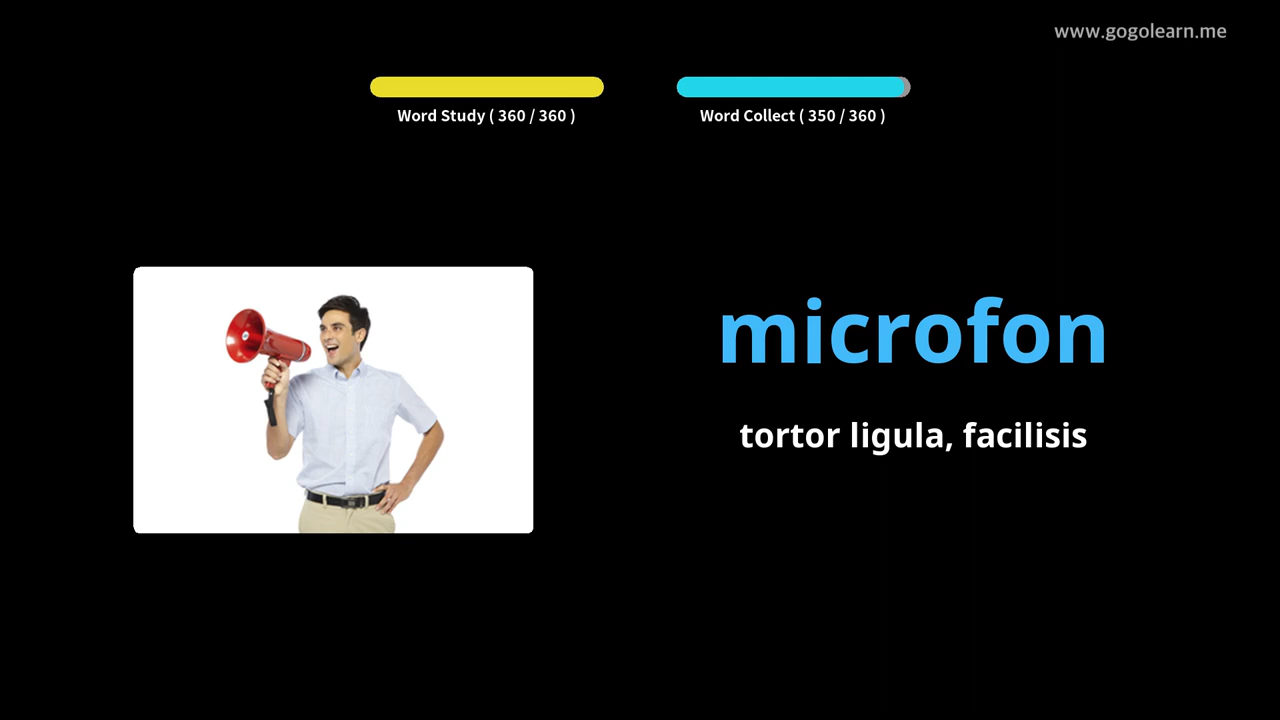 www.gogolearn.me
Word Study ( 360 / 360 )
Word Collect ( 350 / 360 )
microfon
tortor ligula, facilisis